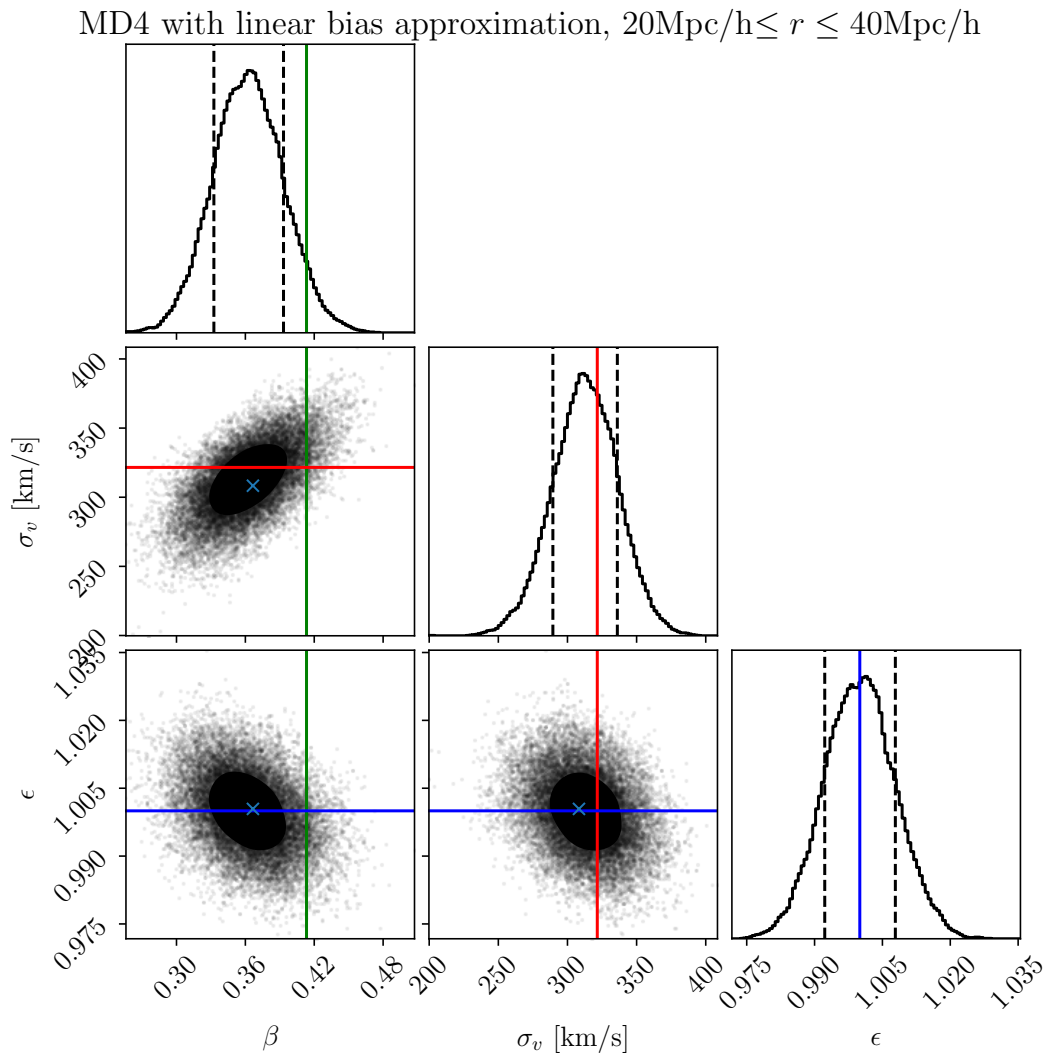 MD4 with linear bias approximation, 20Mpc/h≤ r ≤ 40Mpc/h
400
350
300
250
200
σ_v [km/s]
1.035
1.020
1.005
0.990
0.975
ϵ
0.30 0.36 0.42 0.48
β
200 250 300 350 400
σ_v [km/s]
0.975 0.990 1.005 1.020 1.035
ϵ